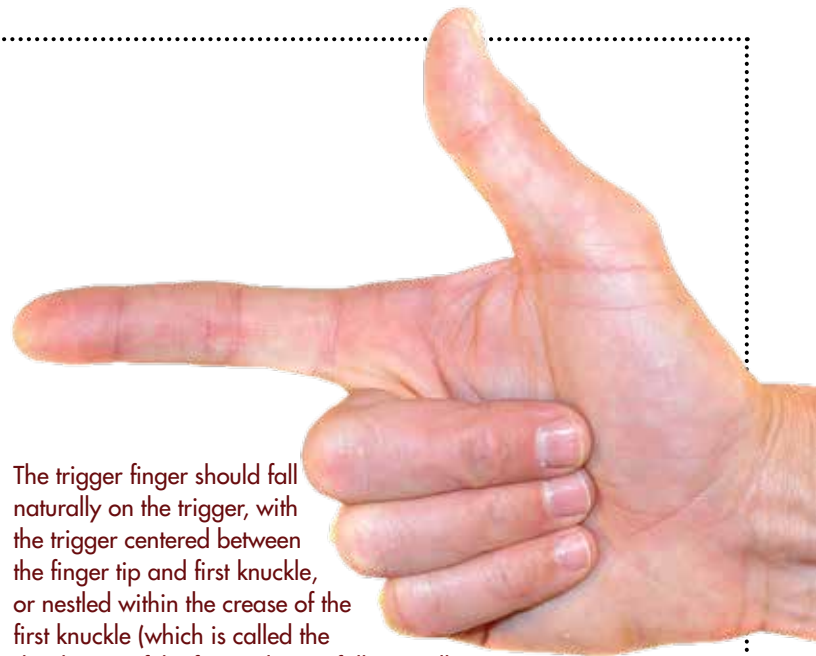 The trigger finger should fall
naturally on the trigger, with
the trigger centered between
the finger tip and first knuckle,
or nestled within the crease of the
first knuckle (which is called the